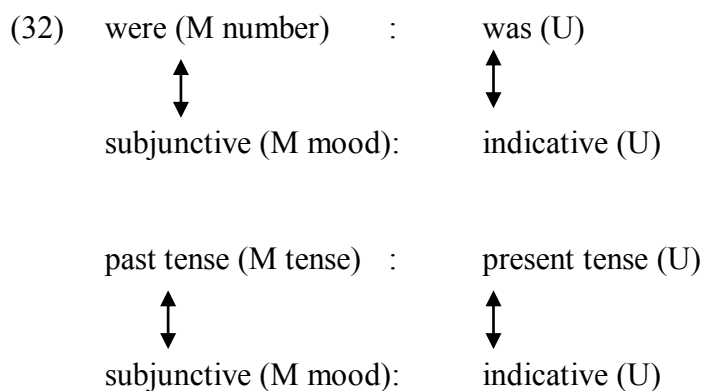 (32) were (M number) : was (U)
subjunctive (M mood): indicative (U)
past tense (M tense) : present tense (U)
subjunctive (M mood): indicative (U)